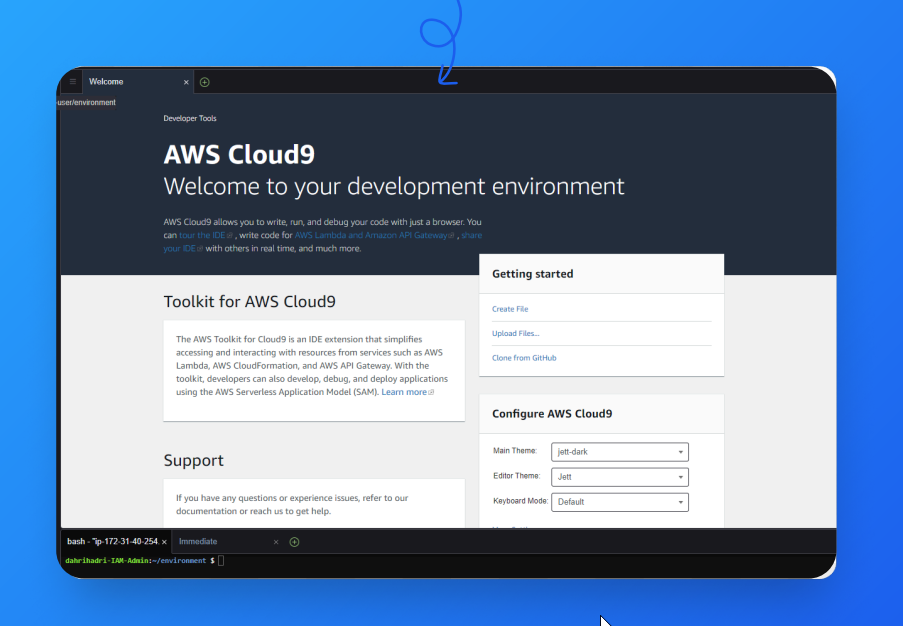 Welcome
user/environment
Developer Tools
AWS Cloud9
Welcome to your development environment
AWS Cloud9 allows you to write, run, and debug your code with just a browser. You
can tour the IDE , write code for AWS Lambda and Amazon API Gateway , share
your IDE with others in real time, and much more.
Getting started
Create File
Upload Files...
Clone from GitHub
Toolkit for AWS Cloud9
The AWS Toolkit for Cloud9 is an IDE extension that simplifies
accessing and interacting with resources from services such as AWS
Lambda, AWS CloudFormation, and AWS API Gateway. With the
toolkit, developers can also develop, debug, and deploy applications
using the AWS Serverless Application Model (SAM). Learn more
Configure AWS Cloud9
Main Theme: jett-dark
Editor Theme: Jett
Keyboard Mode: Default
Support
If you have any questions or experience issues, refer to our
documentation or reach us to get help.
bash - "ip-172-31-40-254. × Immediate ×
dahrihadri-IAM-Admin:~/environment $